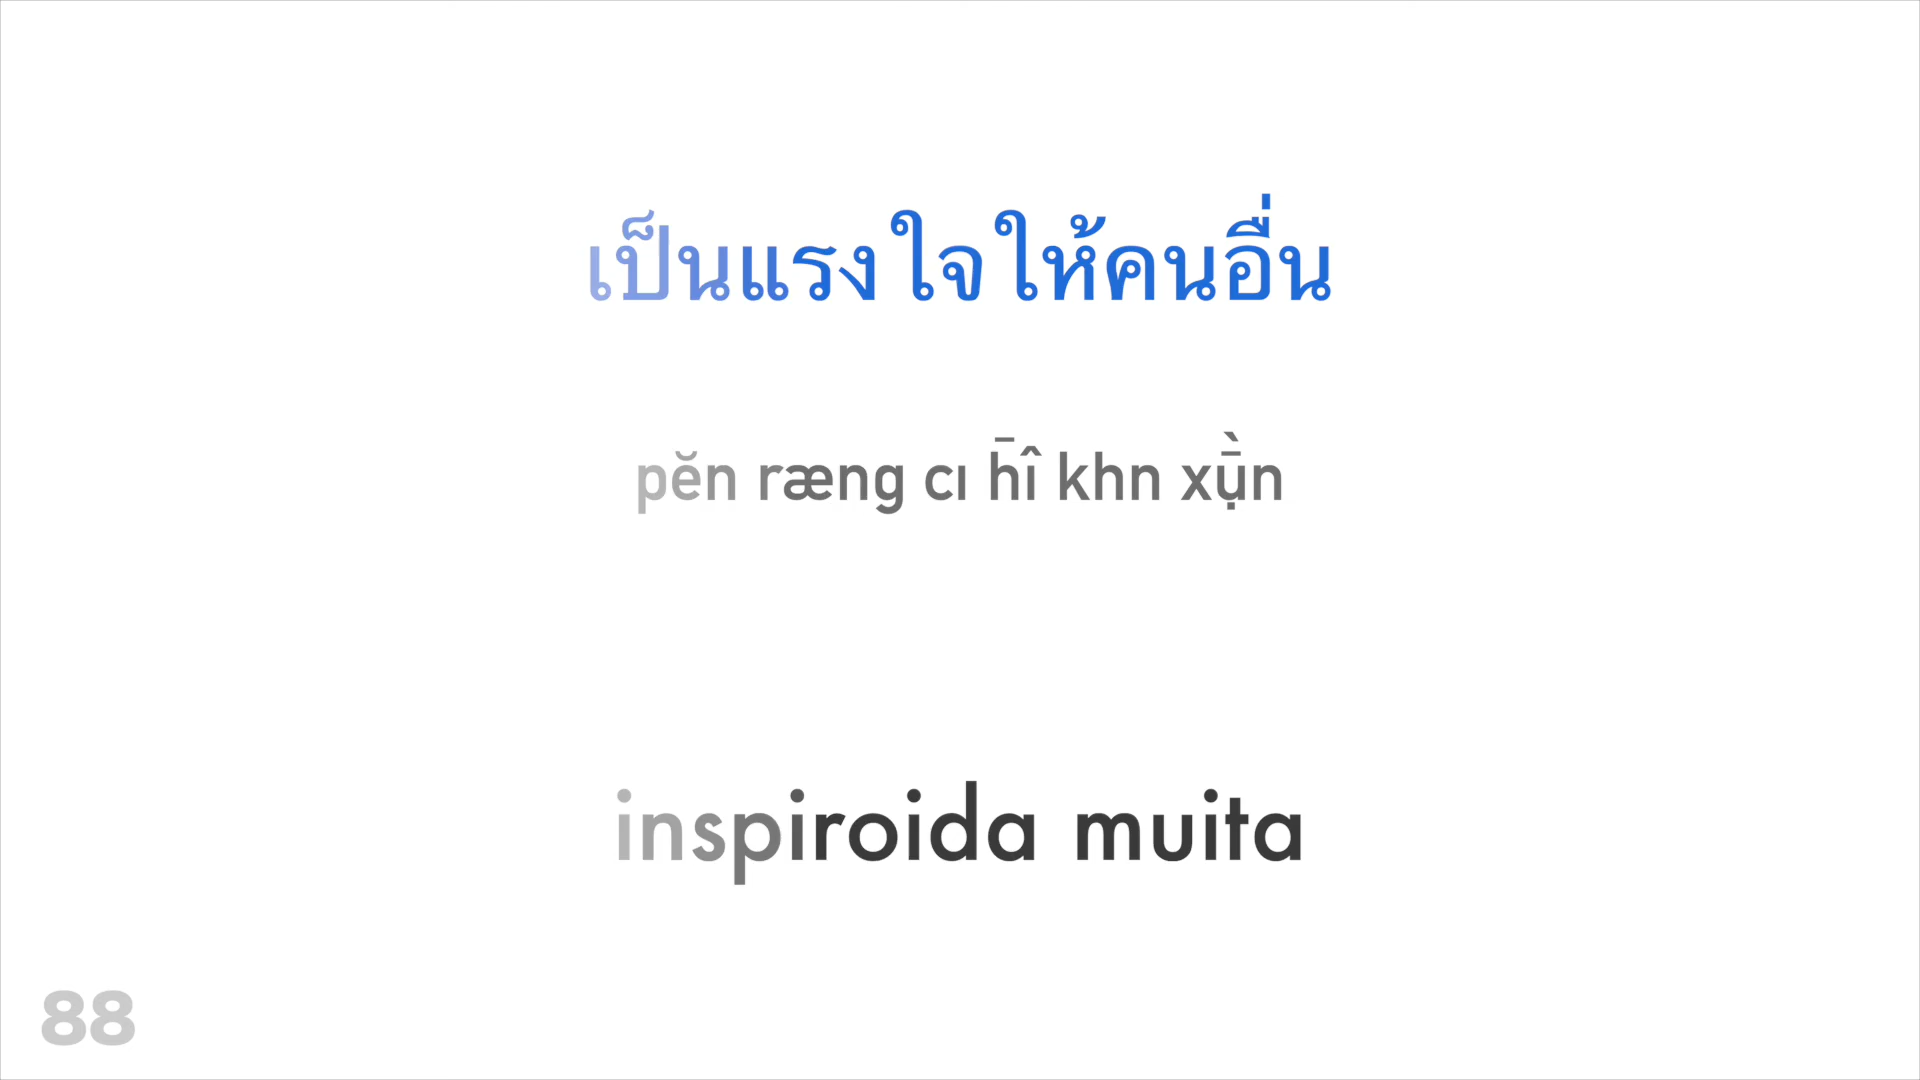 เป็นแรงใจให้คนอื่น
pĕn ræng cı h̄ı̂ khn xụ̄̀n
inspiroida muita
88